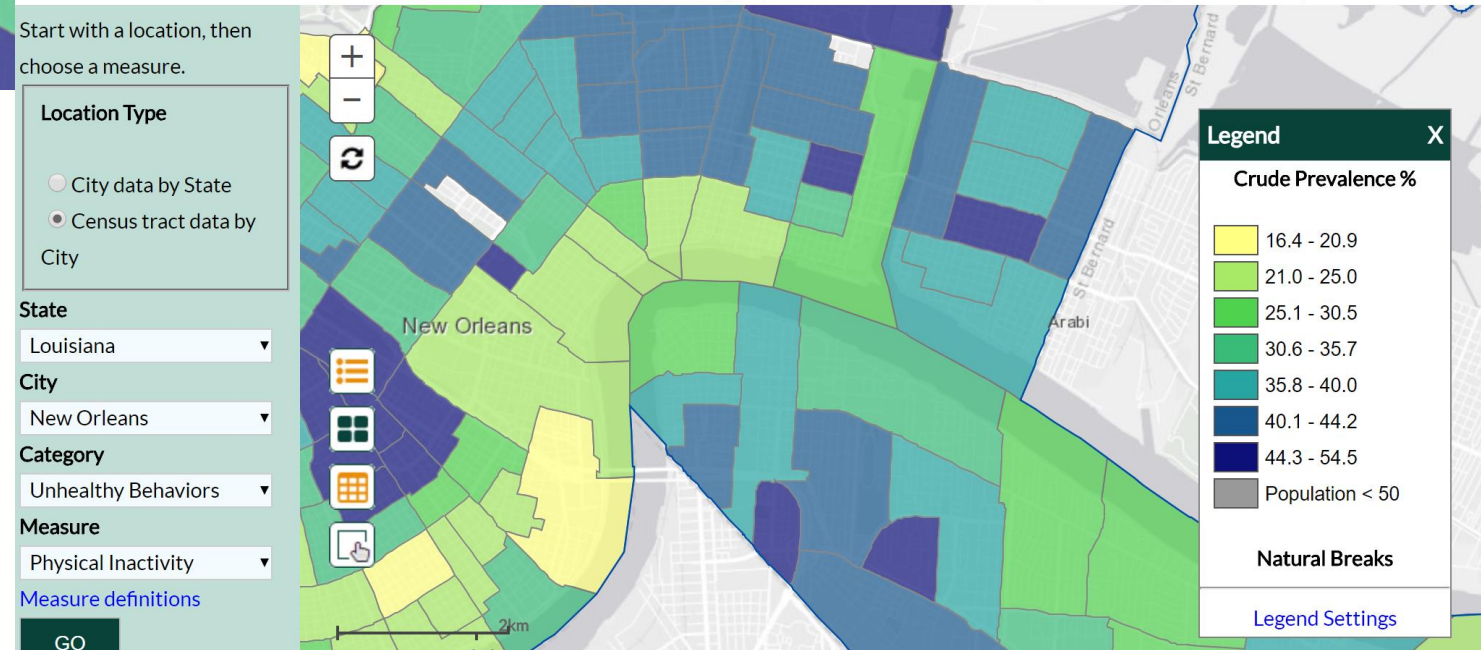 Start with a location, then
choose a measure.
Location Type
City data by State
Census tract data by
City
State
Louisiana
City
New Orleans
Category
Unhealthy Behaviors
Measure
Physical Inactivity
Measure definitions
GO
+
−
New Orleans
2km
Orleans
St Bernard
St Bernard
Arabi
Legend X
Crude Prevalence %
16.4 - 20.9
21.0 - 25.0
25.1 - 30.5
30.6 - 35.7
35.8 - 40.0
40.1 - 44.2
44.3 - 54.5
Population < 50
Natural Breaks
Legend Settings